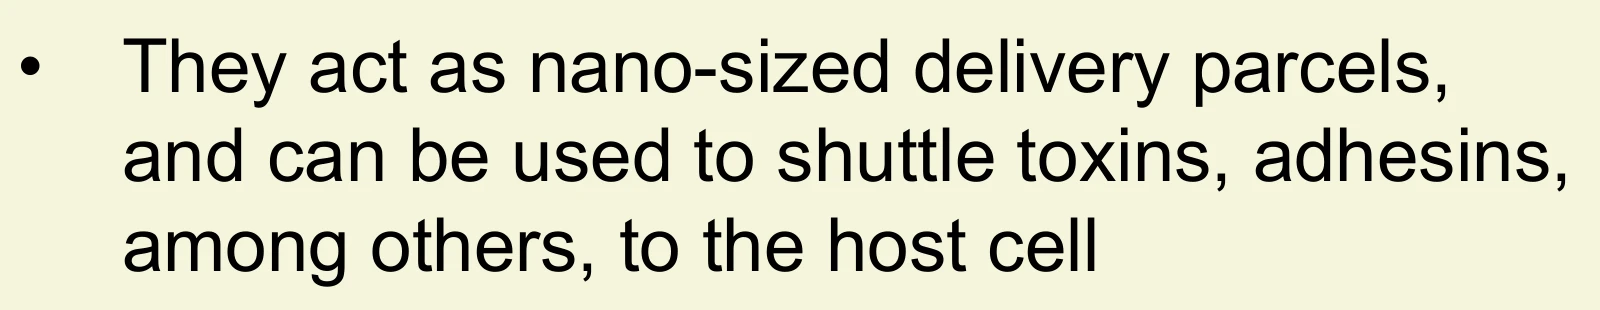 • They act as nano-sized delivery parcels,
and can be used to shuttle toxins, adhesins,
among others, to the host cell